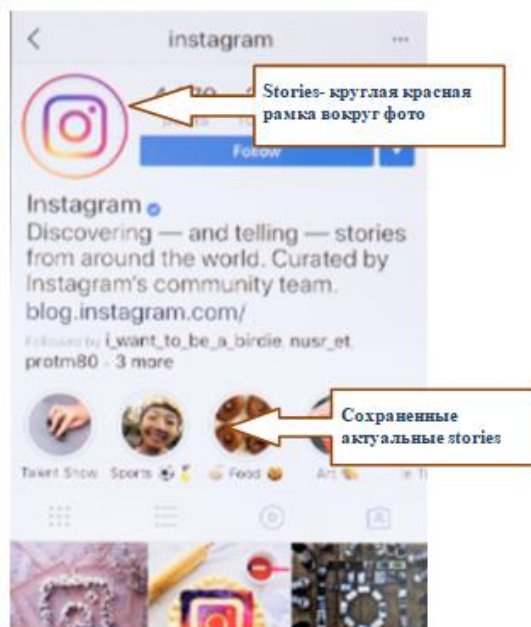 instagram
Stories- круглая красная
рамка вокруг фото
Follow
Instagram
Discovering — and telling — stories
from around the world. Curated by
Instagram's community team.
blog.instagram.com/
Followed by i_want_to_be_a_birdie, nusr_et,
protm80 - 3 more
Сохраненные
актуальные stories
Talent Show
Sports
Food
Art